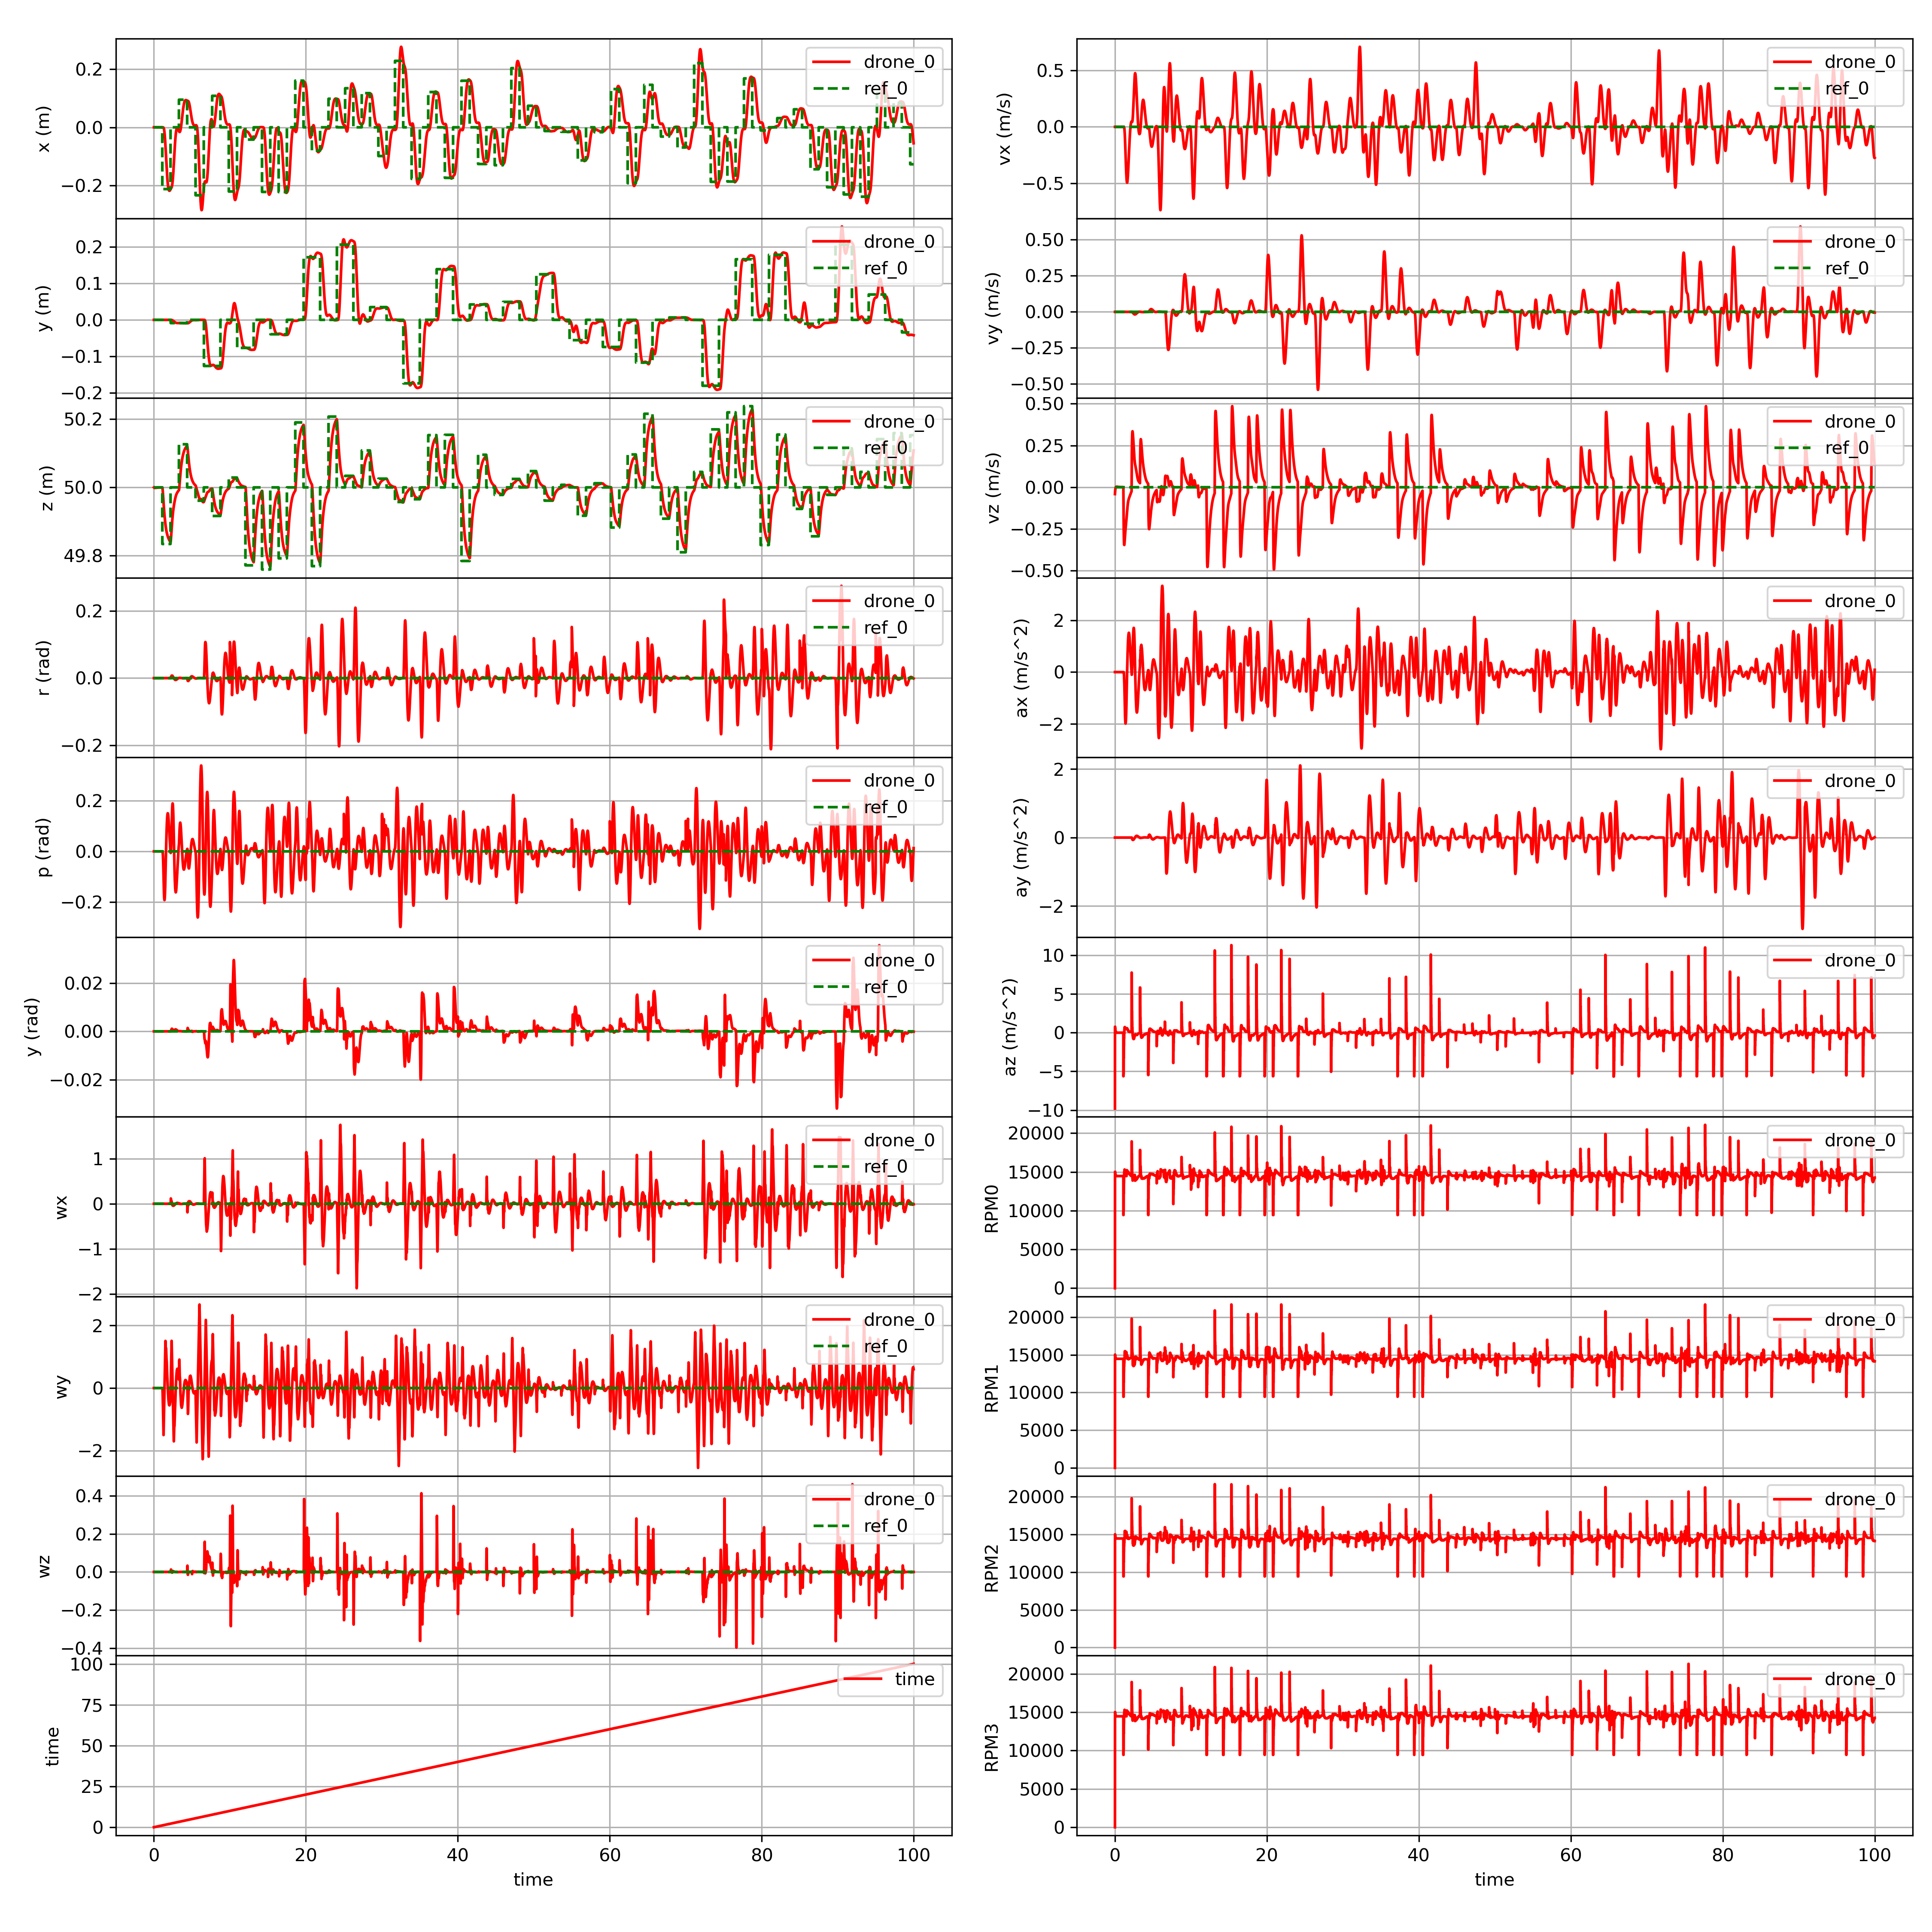 x (m)
0.2
0.0
−0.2
drone_0
ref_0
y (m)
0.2
0.1
0.0
−0.1
−0.2
drone_0
ref_0
z (m)
50.2
50.0
49.8
drone_0
ref_0
r (rad)
0.2
0.0
−0.2
drone_0
ref_0
p (rad)
0.2
0.0
−0.2
drone_0
ref_0
y (rad)
0.02
0.00
−0.02
drone_0
ref_0
wx
1
0
−1
−2
drone_0
ref_0
wy
2
0
−2
drone_0
ref_0
wz
0.4
0.2
0.0
−0.2
−0.4
drone_0
ref_0
time
100
75
50
25
0
time
0 20 40 60 80 100
time
vx (m/s)
0.5
0.0
−0.5
drone_0
ref_0
vy (m/s)
0.50
0.25
0.00
−0.25
−0.50
drone_0
ref_0
vz (m/s)
0.50
0.25
0.00
−0.25
−0.50
drone_0
ref_0
ax (m/s^2)
2
0
−2
drone_0
ay (m/s^2)
2
0
−2
drone_0
az (m/s^2)
10
5
0
−5
−10
drone_0
RPM0
20000
15000
10000
5000
0
drone_0
RPM1
20000
15000
10000
5000
0
drone_0
RPM2
20000
15000
10000
5000
0
drone_0
RPM3
20000
15000
10000
5000
0
drone_0
0 20 40 60 80 100
time